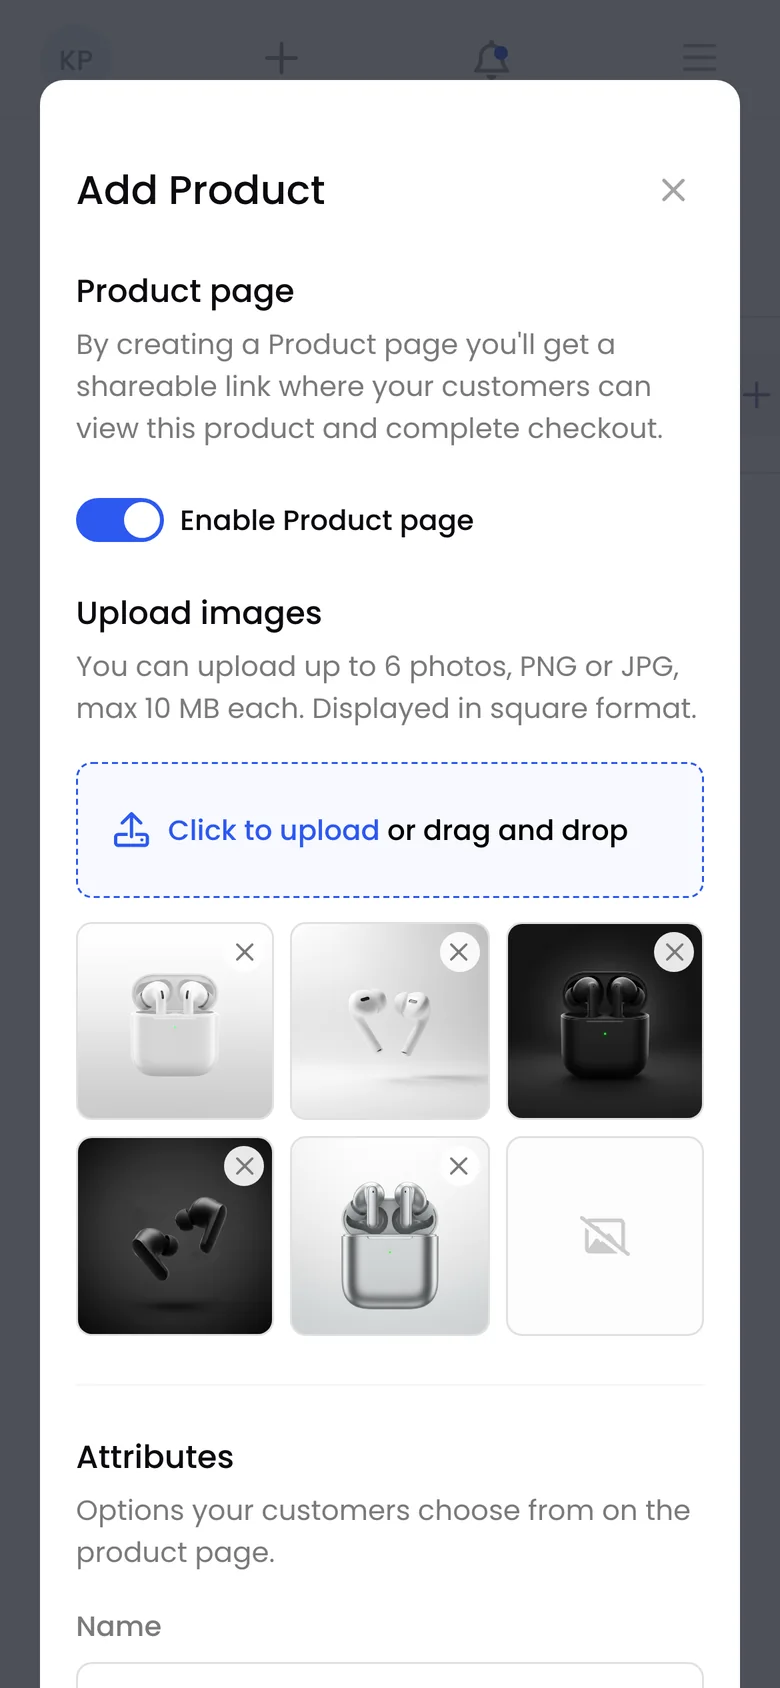 KP
Add Product
Product page
By creating a Product page you'll get a
shareable link where your customers can
view this product and complete checkout.
Enable Product page
Upload images
You can upload up to 6 photos, PNG or JPG,
max 10 MB each. Displayed in square format.
Click to upload or drag and drop
Attributes
Options your customers choose from on the
product page.
Name